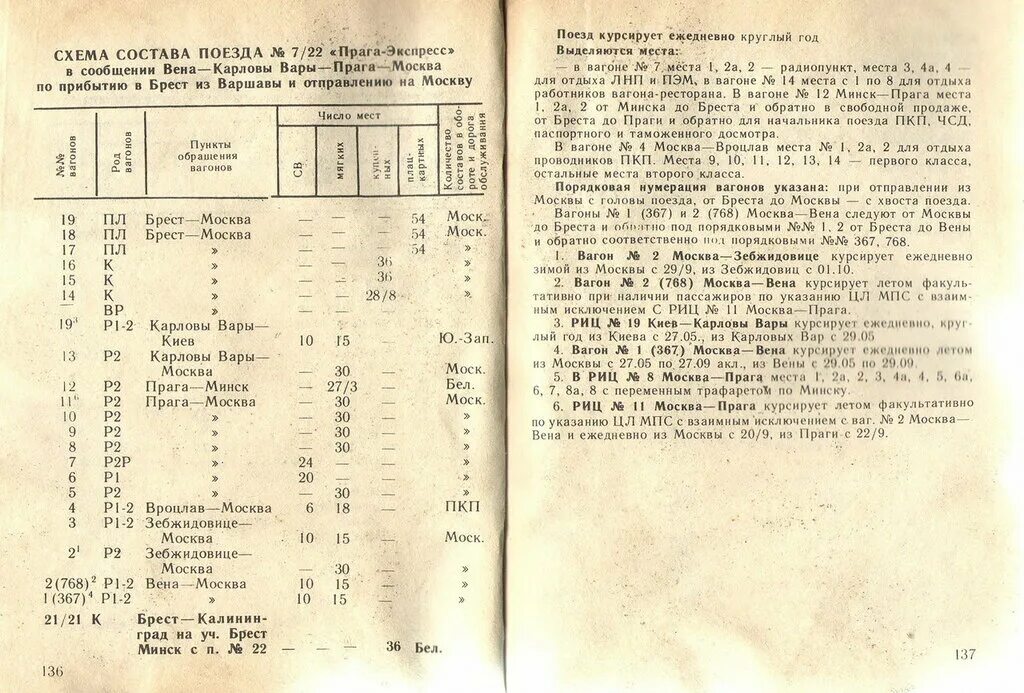 СХЕМА СОСТАВА ПОЕЗДА № 7/22 «Прага-Экспресс»
в сообщении Вена—Карловы Вары—Прага—Москва
по прибытию в Брест из Варшавы и отправлению на Москву
№№ вагонов
Род вагонов
Пункты обращения вагонов
Число мест
СВ
мягких
купейных
плацкартных
Количество составов в обороте и дорога обслуживания
19 ПЛ Брест—Москва — — — 54 Моск.
18 ПЛ Брест—Москва — — — 54 Моск.
17 ПЛ » — — — 54 »
16 К » — — 36 »
15 К » — — 36 »
14 К » — — 28/8 »
— ВР »
19³ Р1-2 Карловы Вары—
Киев 10 15 — Ю.-Зап.
13 Р2 Карловы Вары—
Москва — 30 — Моск.
12 Р2 Прага—Минск — 27/3 — Бел.
11⁶ Р2 Прага—Москва — 30 — Моск.
10 Р2 » — 30 — »
9 Р2 » — 30 — »
8 Р2 » — 30 — »
7 Р2Р » 24 — — »
6 Р1 » 20 — — »
5 Р2 » — 30 — »
4 Р1-2 Вроцлав—Москва 6 18 — ПКП
3 Р1-2 Зебжидовице—
Москва 10 15 — Моск.
2¹ Р2 Зебжидовице—
Москва — 30 — »
2(768)² Р1-2 Вена—Москва 10 15 — »
1(367)⁴ Р1-2 » 10 15 — »
21/21 К Брест—Калинин-
град на уч. Брест
Минск с п. № 22 — — — 36 Бел.
136
Поезд курсирует ежедневно круглый год
Выделяются места:
— в вагоне № 7 места 1, 2а, 2 — радиопункт, места 3, 4а, 4 —
для отдыха ЛНП и ПЭМ, в вагоне № 14 места с 1 по 8 для отдыха
работников вагона-ресторана. В вагоне № 12 Минск—Прага места
1, 2а, 2 от Минска до Бреста и обратно в свободной продаже,
от Бреста до Праги и обратно для начальника поезда ПКП, ЧСД,
паспортного и таможенного досмотра.
В вагоне № 4 Москва—Вроцлав места № 1, 2а, 2 для отдыха
проводников ПКП. Места 9, 10, 11, 12, 13, 14 — первого класса,
остальные места второго класса.
Порядковая нумерация вагонов указана: при отправлении из
Москвы с головы поезда, от Бреста до Москвы — с хвоста поезда.
Вагоны № 1 (367) и 2 (768) Москва—Вена следуют от Москвы
до Бреста и обратно под порядковыми №№ 1, 2 от Бреста до Вены
и обратно соответственно под порядковыми №№ 367, 768.
1. Вагон № 2 Москва—Зебжидовице курсирует ежедневно
зимой из Москвы с 29/9, из Зебжидовиц с 01.10.
2. Вагон № 2 (768) Москва—Вена курсирует летом факуль-
тативно при наличии пассажиров по указанию ЦЛ МПС с взаим-
ным исключением С РИЦ № 11 Москва—Прага.
3. РИЦ № 19 Киев—Карловы Вары курсирует ежедневно, круг-
лый год из Киева с 27.05., из Карловых Вар с 29.05
4. Вагон № 1 (367) Москва—Вена курсирует ежедневно летом
из Москвы с 27.05 по 27.09 акл., из Вены с 29.05 по 29.09.
5. В РИЦ № 8 Москва—Прага места 1, 2а, 2, 3, 4а, 4, 5, 6а,
6, 7, 8а, 8 с переменным трафаретом по Минску.
6. РИЦ № 11 Москва—Прага курсирует летом факультативно
по указанию ЦЛ МПС с взаимным исключением с ваг. № 2 Москва—
Вена и ежедневно из Москвы с 20/9, из Праги с 22/9.
137